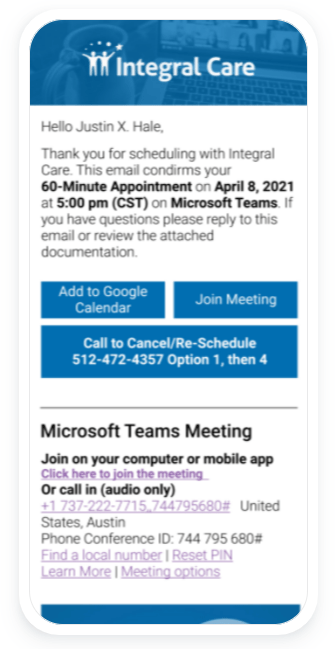 Integral Care
Hello Justin X. Hale,
Thank you for scheduling with Integral
Care. This email condirms your
60-Minute Appointment on April 8, 2021
at 5:00 pm (CST) on Microsoft Teams. If
you have questions please reply to this
email or review the attached
documentation.
Add to Google
Calendar
Join Meeting
Call to Cancel/Re-Schedule
512-472-4357 Option 1, then 4
Microsoft Teams Meeting
Join on your computer or mobile app
Click here to join the meeting
Or call in (audio only)
+1 737-222-7715,,744795680# United
States, Austin
Phone Conference ID: 744 795 680#
Find a local number | Reset PIN
Learn More | Meeting options